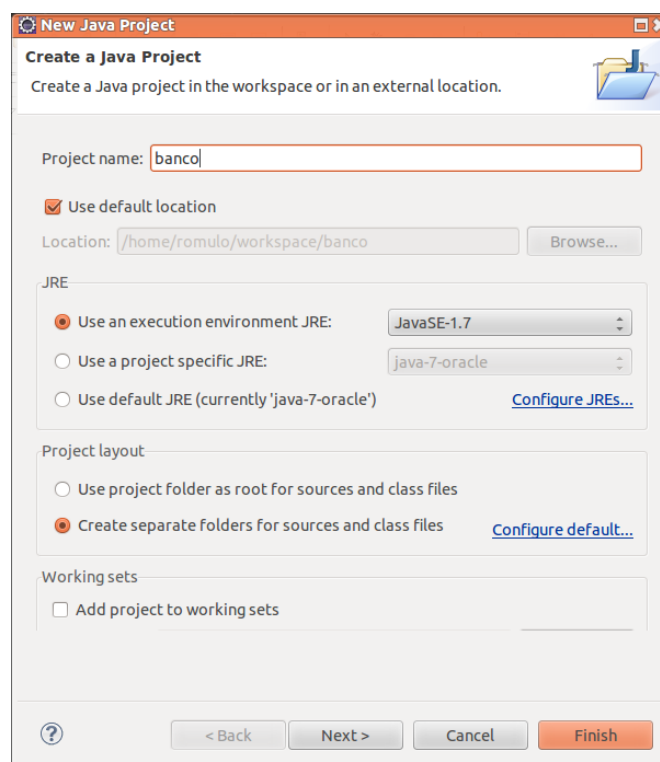 New Java Project
Create a Java Project
Create a Java project in the workspace or in an external location.
Project name: banco
Use default location
Location: /home/romulo/workspace/banco Browse...
JRE
Use an execution environment JRE: JavaSE-1.7
Use a project specific JRE: java-7-oracle
Use default JRE (currently 'java-7-oracle') Configure JREs...
Project layout
Use project folder as root for sources and class files
Create separate folders for sources and class files Configure default...
Working sets
Add project to working sets
? < Back Next > Cancel Finish